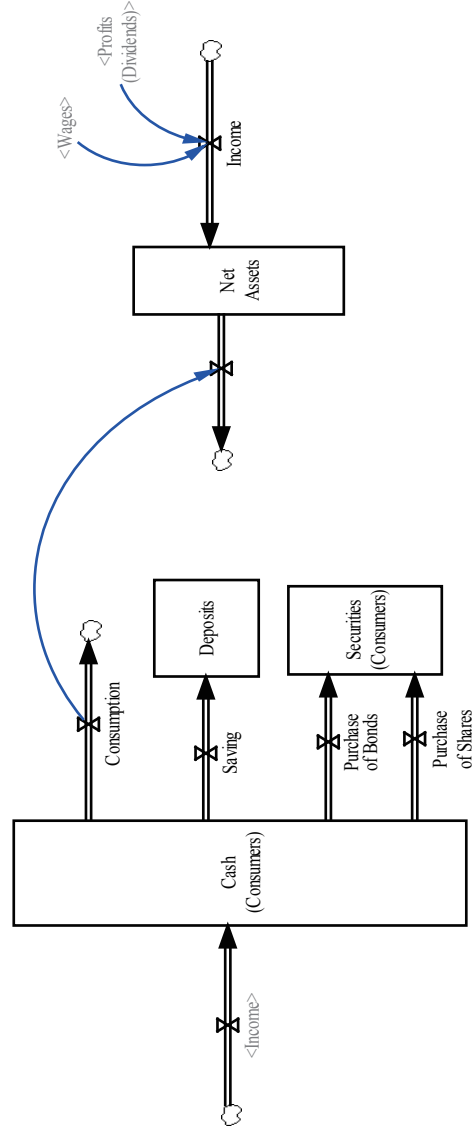 <Income>
Cash
(Consumers)
Consumption
Saving
Purchase
of Bonds
Purchase
of Shares
Deposits
Securities
(Consumers)
Net
Assets
Income
<Wages>
<Profits
(Dividends)>